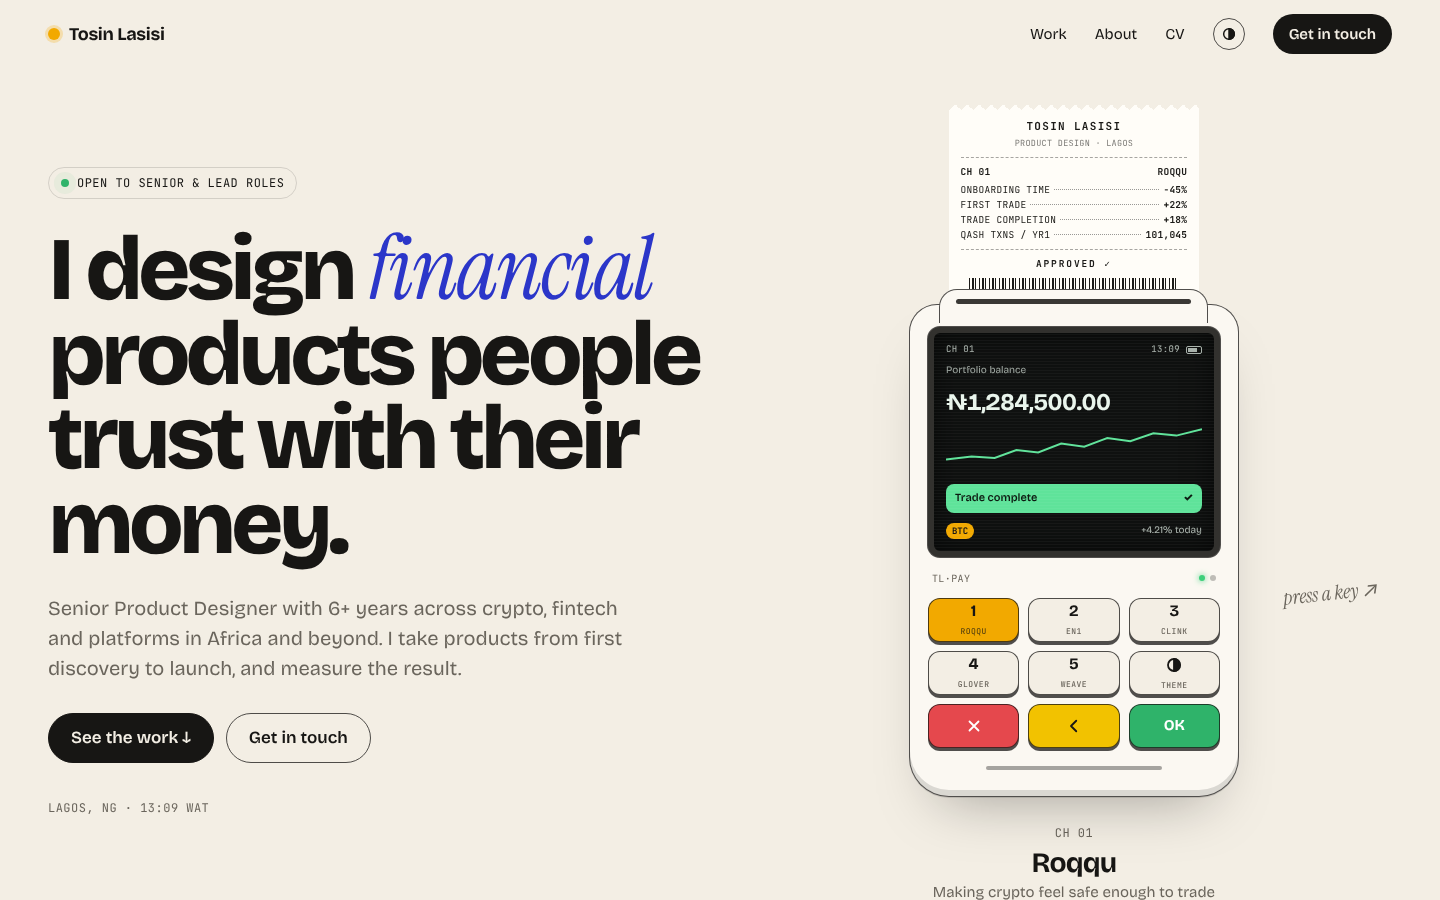 Tosin Lasisi
Work
About
CV
Get in touch
OPEN TO SENIOR & LEAD ROLES
I design financial
products people
trust with their
money.
Senior Product Designer with 6+ years across crypto, fintech
and platforms in Africa and beyond. I take products from first
discovery to launch, and measure the result.
See the work ↓
Get in touch
LAGOS, NG · 13:09 WAT
TOSIN LASISI
PRODUCT DESIGN · LAGOS
CH 01 ROQQU
ONBOARDING TIME -45%
FIRST TRADE +22%
TRADE COMPLETION +18%
QASH TXNS / YR1 101,045
APPROVED ✓
CH 01 13:09
Portfolio balance
₦1,284,500.00
Trade complete ✓
BTC +4.21% today
TL·PAY
1 2 3
ROQQU EN1 CLINK
4 5
GLOVER WEAVE THEME
OK
press a key ↗
CH 01
Roqqu
Making crypto feel safe enough to trade